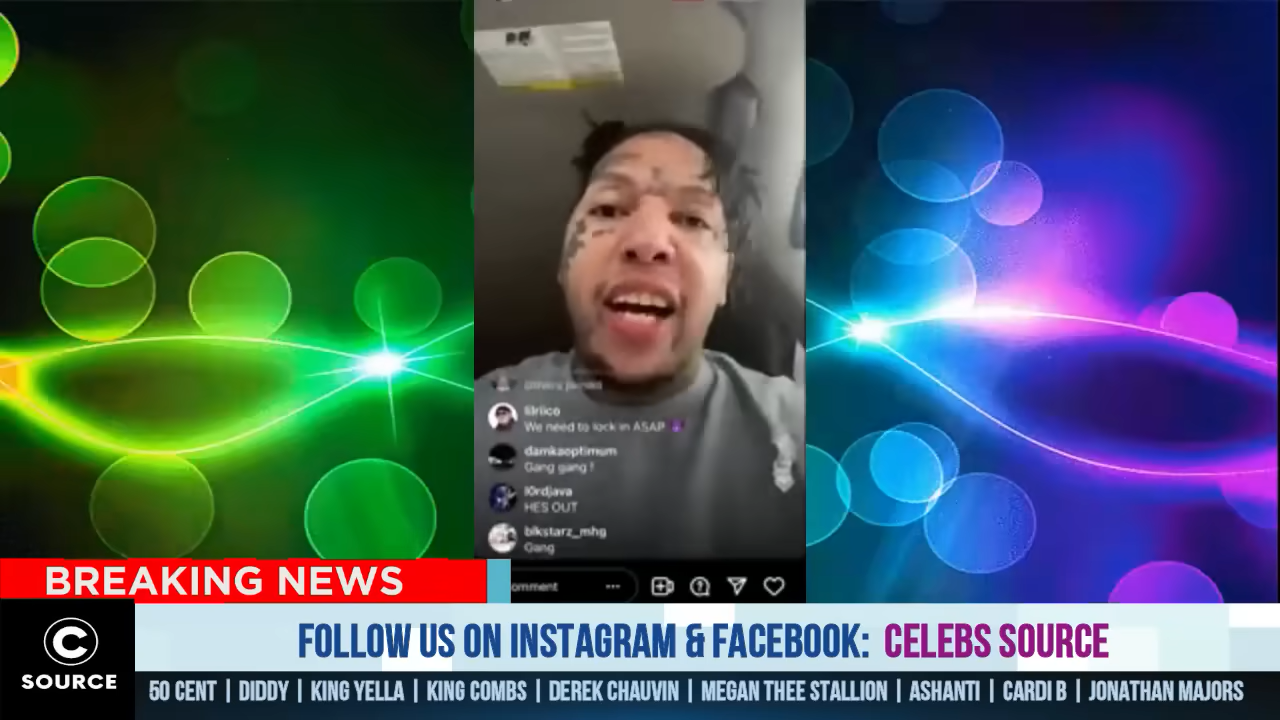 lilriico
We need to lock in ASAP 😈
damkaoptimum
Gang gang !
l0rdjava
HES OUT
blkstarz_mhg
Gang
omment
BREAKING NEWS
FOLLOW US ON INSTAGRAM & FACEBOOK: CELEBS SOURCE
C
SOURCE
50 CENT | DIDDY | KING YELLA | KING COMBS | DEREK CHAUVIN | MEGAN THEE STALLION | ASHANTI | CARDI B | JONATHAN MAJORS